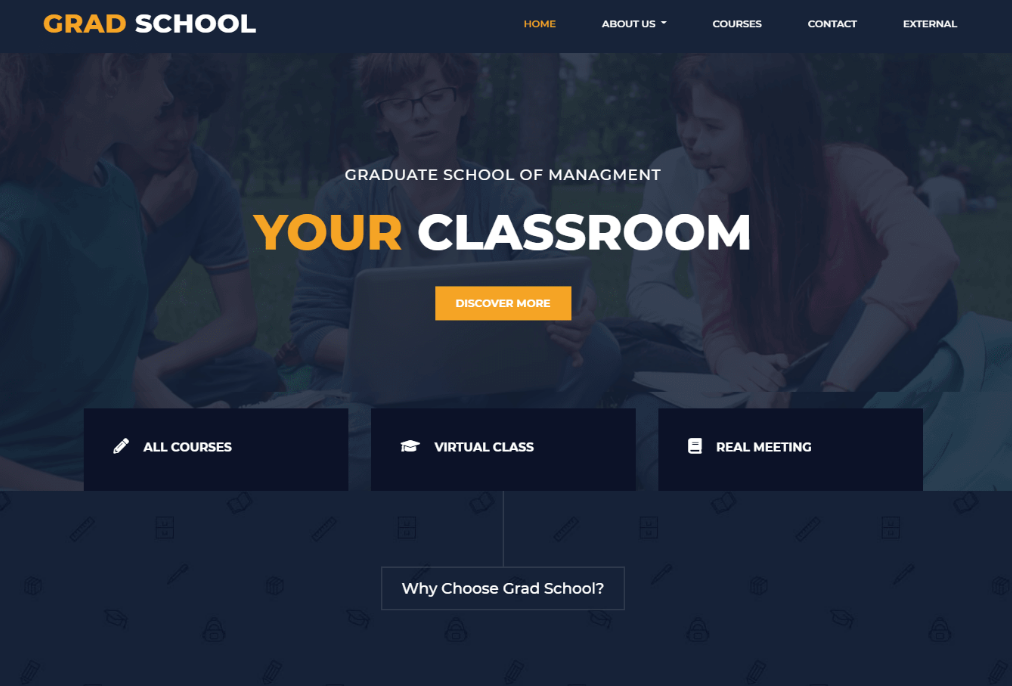 GRAD SCHOOL
HOME
ABOUT US
COURSES
CONTACT
EXTERNAL
GRADUATE SCHOOL OF MANAGMENT
YOUR CLASSROOM
DISCOVER MORE
ALL COURSES
VIRTUAL CLASS
REAL MEETING
Why Choose Grad School?